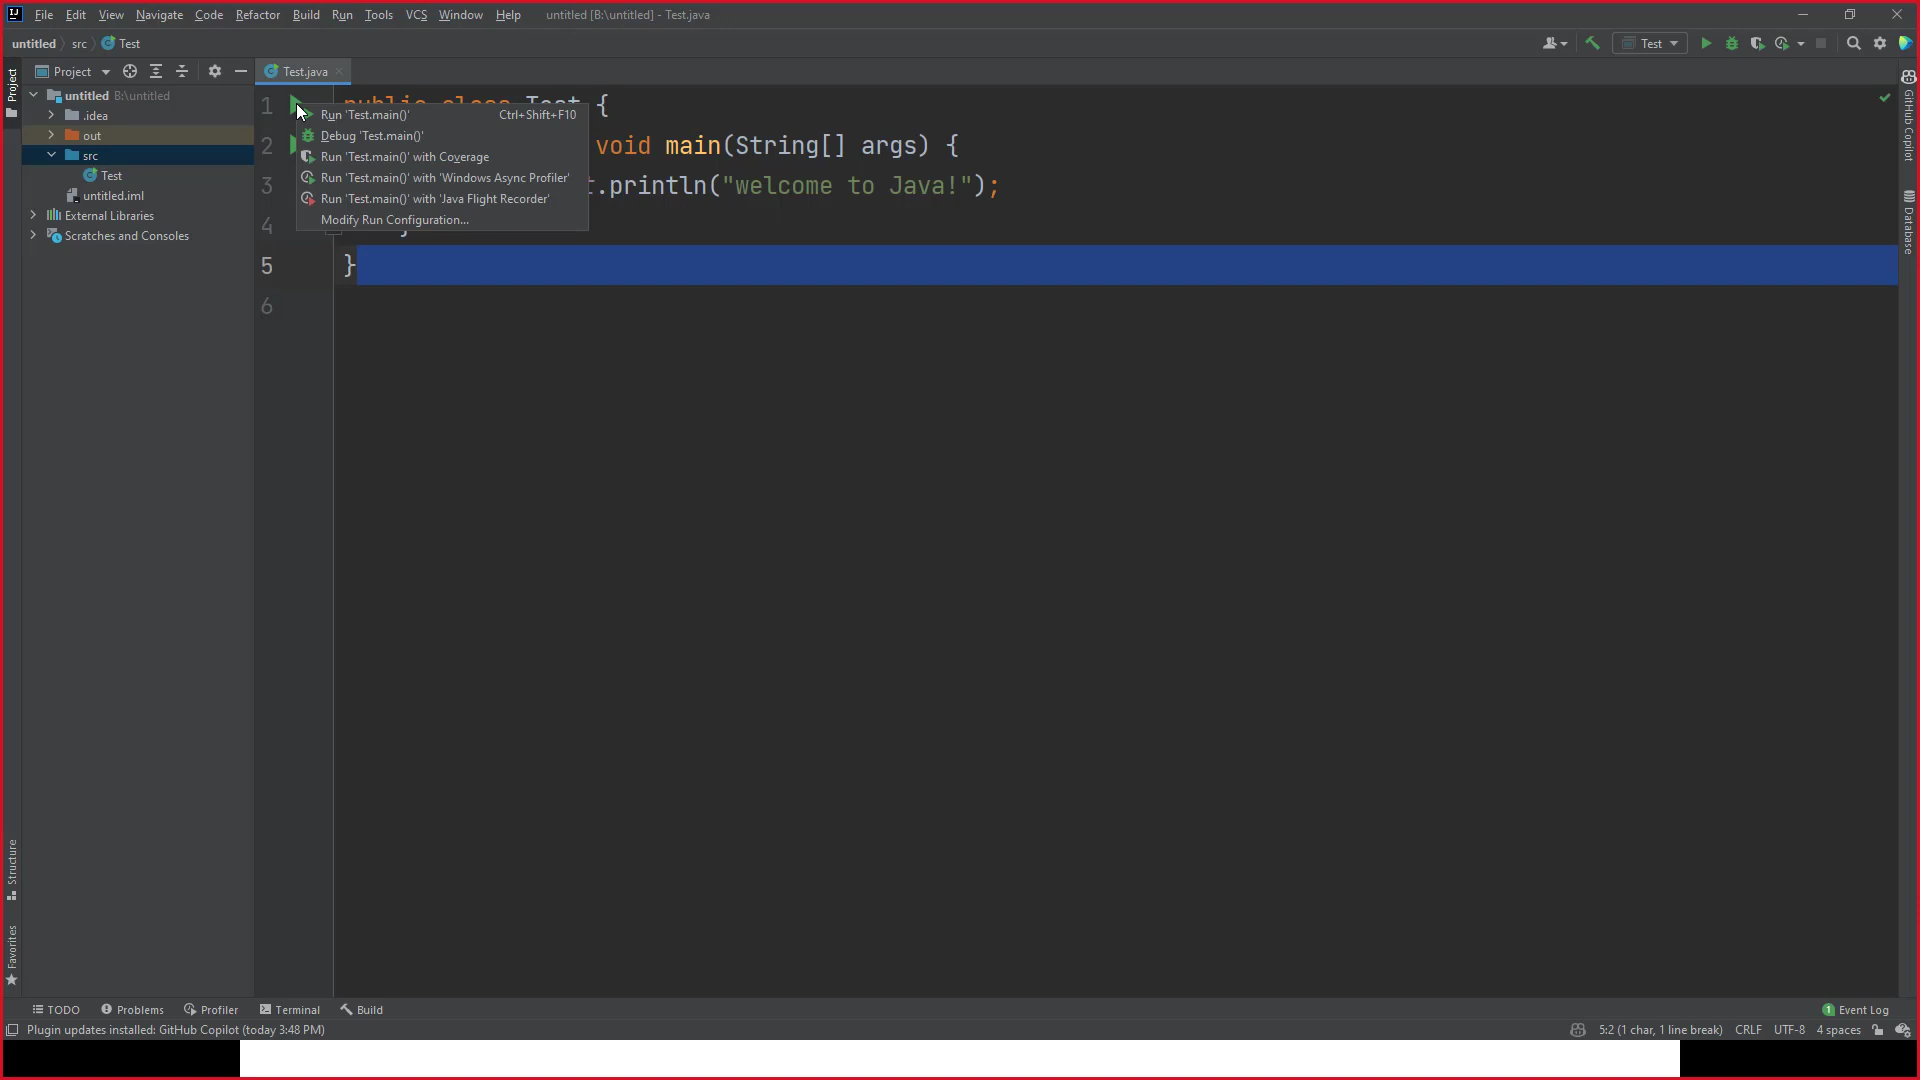 File Edit View Navigate Code Refactor Build Run Tools VCS Window Help untitled [B:\untitled] - Test.java
untitled src Test
Test
Project
Project
Test.java
untitled B:\untitled
.idea
out
src
Test
untitled.iml
External Libraries
Scratches and Consoles
1 public class Test {
2 void main(String[] args) {
3 .println("welcome to Java!");
4
5 }
6
Run 'Test.main()' Ctrl+Shift+F10
Debug 'Test.main()'
Run 'Test.main()' with Coverage
Run 'Test.main()' with 'Windows Async Profiler'
Run 'Test.main()' with 'Java Flight Recorder'
Modify Run Configuration...
GitHub Copilot
Database
Structure
Favorites
TODO Problems Profiler Terminal Build
1 Event Log
Plugin updates installed: GitHub Copilot (today 3:48 PM)
5:2 (1 char, 1 line break) CRLF UTF-8 4 spaces